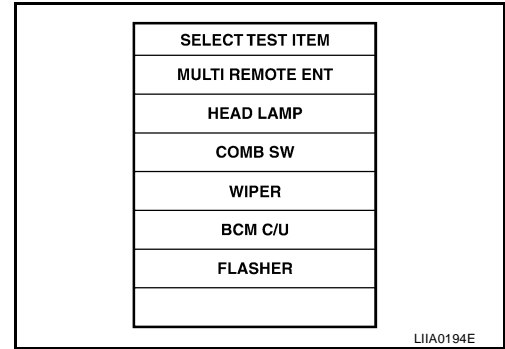 SELECT TEST ITEM
MULTI REMOTE ENT
HEAD LAMP
COMB SW
WIPER
BCM C/U
FLASHER
LIIA0194E